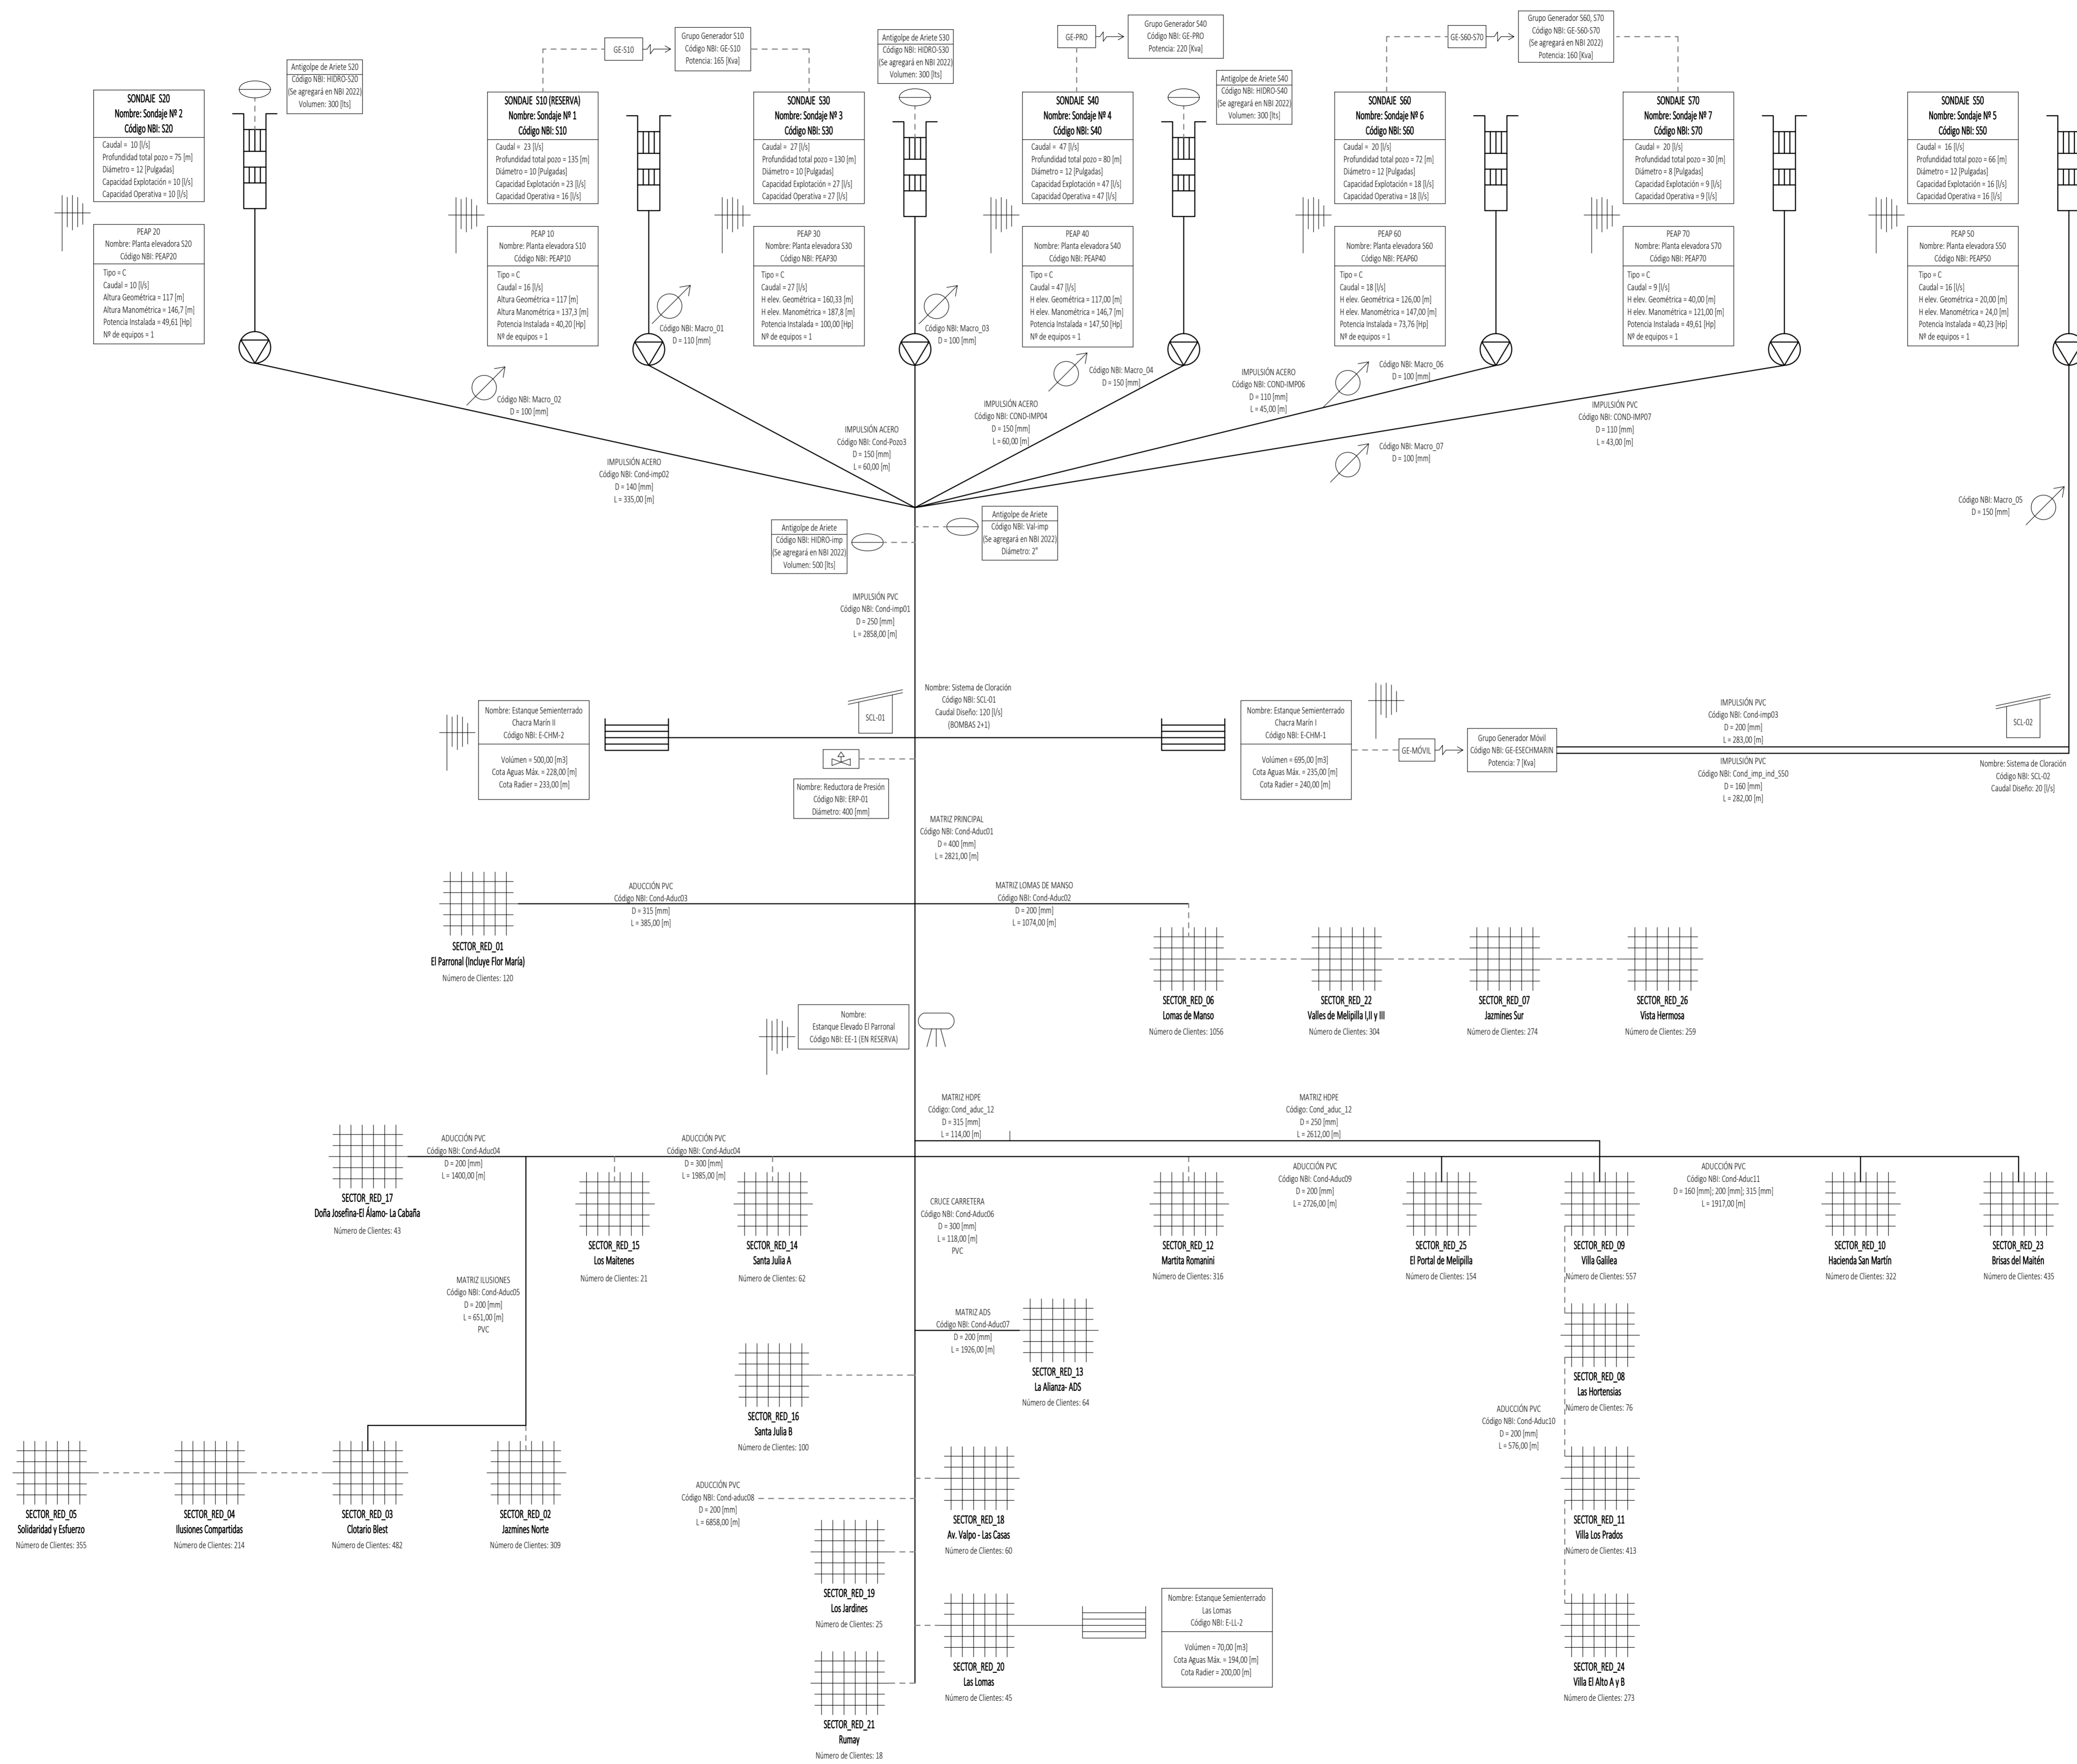 Antigolpe de Ariete S20
Código NBI: HIDRO-S20
(Se agregará en NBI 2022)
Volumen: 300 [lts]
GE-S10
Grupo Generador S10
Código NBI: GE-S10
Potencia: 165 [Kva]
Antigolpe de Ariete S30
Código NBI: HIDRO-S30
(Se agregará en NBI 2022)
Volumen: 300 [lts]
GE-PRO
Grupo Generador S40
Código NBI: GE-PRO
Potencia: 220 [Kva]
Antigolpe de Ariete S40
Código NBI: HIDRO-S40
(Se agregará en NBI 2022)
Volumen: 300 [lts]
GE-S60-S70
Grupo Generador S60, S70
Código NBI: GE-S60-S70
(Se agregará en NBI 2022)
Potencia: 160 [Kva]
SONDAJE S20
Nombre: Sondaje Nº 2
Código NBI: S20
Caudal = 10 [l/s]
Profundidad total pozo = 75 [m]
Diámetro = 12 [Pulgadas]
Capacidad Explotación = 10 [l/s]
Capacidad Operativa = 10 [l/s]
PEAP 20
Nombre: Planta elevadora S20
Código NBI: PEAP20
Tipo = C
Caudal = 10 [l/s]
Altura Geométrica = 117 [m]
Altura Manométrica = 146,7 [m]
Potencia Instalada = 49,61 [Hp]
Nº de equipos = 1
SONDAJE S10 (RESERVA)
Nombre: Sondaje Nº 1
Código NBI: S10
Caudal = 23 [l/s]
Profundidad total pozo = 135 [m]
Diámetro = 10 [Pulgadas]
Capacidad Explotación = 23 [l/s]
Capacidad Operativa = 16 [l/s]
PEAP 10
Nombre: Planta elevadora S10
Código NBI: PEAP10
Tipo = C
Caudal = 16 [l/s]
Altura Geométrica = 117 [m]
Altura Manométrica = 137,3 [m]
Potencia Instalada = 40,20 [Hp]
Nº de equipos = 1
SONDAJE S30
Nombre: Sondaje Nº 3
Código NBI: S30
Caudal = 27 [l/s]
Profundidad total pozo = 130 [m]
Diámetro = 10 [Pulgadas]
Capacidad Explotación = 27 [l/s]
Capacidad Operativa = 27 [l/s]
PEAP 30
Nombre: Planta elevadora S30
Código NBI: PEAP30
Tipo = C
Caudal = 27 [l/s]
H elev. Geométrica = 160,33 [m]
H elev. Manométrica = 187,8 [m]
Potencia Instalada = 100,00 [Hp]
Nº de equipos = 1
SONDAJE S40
Nombre: Sondaje Nº 4
Código NBI: S40
Caudal = 47 [l/s]
Profundidad total pozo = 80 [m]
Diámetro = 12 [Pulgadas]
Capacidad Explotación = 47 [l/s]
Capacidad Operativa = 47 [l/s]
PEAP 40
Nombre: Planta elevadora S40
Código NBI: PEAP40
Tipo = C
Caudal = 47 [l/s]
H elev. Geométrica = 117,00 [m]
H elev. Manométrica = 146,7 [m]
Potencia Instalada = 147,50 [Hp]
Nº de equipos = 1
SONDAJE S60
Nombre: Sondaje Nº 6
Código NBI: S60
Caudal = 20 [l/s]
Profundidad total pozo = 72 [m]
Diámetro = 12 [Pulgadas]
Capacidad Explotación = 18 [l/s]
Capacidad Operativa = 18 [l/s]
PEAP 60
Nombre: Planta elevadora S60
Código NBI: PEAP60
Tipo = C
Caudal = 18 [l/s]
H elev. Geométrica = 126,00 [m]
H elev. Manométrica = 147,00 [m]
Potencia Instalada = 73,76 [Hp]
Nº de equipos = 1
SONDAJE S70
Nombre: Sondaje Nº 7
Código NBI: S70
Caudal = 20 [l/s]
Profundidad total pozo = 30 [m]
Diámetro = 8 [Pulgadas]
Capacidad Explotación = 9 [l/s]
Capacidad Operativa = 9 [l/s]
PEAP 70
Nombre: Planta elevadora S70
Código NBI: PEAP70
Tipo = C
Caudal = 9 [l/s]
H elev. Geométrica = 40,00 [m]
H elev. Manométrica = 121,00 [m]
Potencia Instalada = 49,61 [Hp]
Nº de equipos = 1
SONDAJE S50
Nombre: Sondaje Nº 5
Código NBI: S50
Caudal = 16 [l/s]
Profundidad total pozo = 66 [m]
Diámetro = 12 [Pulgadas]
Capacidad Explotación = 16 [l/s]
Capacidad Operativa = 16 [l/s]
PEAP 50
Nombre: Planta elevadora S50
Código NBI: PEAP50
Tipo = C
Caudal = 16 [l/s]
H elev. Geométrica = 20,00 [m]
H elev. Manométrica = 24,0 [m]
Potencia Instalada = 40,23 [Hp]
Nº de equipos = 1
Código NBI: Macro_01
D = 110 [mm]
Código NBI: Macro_03
D = 100 [mm]
Código NBI: Macro_04
D = 150 [mm]
Código NBI: Macro_06
D = 100 [mm]
Código NBI: Macro_02
D = 100 [mm]
IMPULSIÓN ACERO
Código NBI: COND-IMP06
D = 110 [mm]
L = 45,00 [m]
IMPULSIÓN ACERO
Código NBI: COND-IMP04
D = 150 [mm]
L = 60,00 [m]
IMPULSIÓN PVC
Código NBI: COND-IMP07
D = 110 [mm]
L = 43,00 [m]
IMPULSIÓN ACERO
Código NBI: Cond-Pozo3
D = 150 [mm]
L = 60,00 [m]
Código NBI: Macro_07
D = 100 [mm]
IMPULSIÓN ACERO
Código NBI: Cond-imp02
D = 140 [mm]
L = 335,00 [m]
Código NBI: Macro_05
D = 150 [mm]
Antigolpe de Ariete
Código NBI: HIDRO-imp
(Se agregará en NBI 2022)
Volumen: 500 [lts]
Antigolpe de Ariete
Código NBI: Val-imp
(Se agregará en NBI 2022)
Diámetro: 2"
IMPULSIÓN PVC
Código NBI: Cond-imp01
D = 250 [mm]
L = 2858,00 [m]
Nombre: Estanque Semienterrado
Chacra Marín II
Código NBI: E-CHM-2
Volúmen = 500,00 [m3]
Cota Aguas Máx. = 228,00 [m]
Cota Radier = 233,00 [m]
SCL-01
Nombre: Sistema de Cloración
Código NBI: SCL-01
Caudal Diseño: 120 [l/s]
(BOMBAS 2+1)
Nombre: Estanque Semienterrado
Chacra Marín I
Código NBI: E-CHM-1
Volúmen = 695,00 [m3]
Cota Aguas Máx. = 235,00 [m]
Cota Radier = 240,00 [m]
GE-MÓVIL
Grupo Generador Móvil
Código NBI: GE-ESECHMARIN
Potencia: 7 [Kva]
IMPULSIÓN PVC
Código NBI: Cond-imp03
D = 200 [mm]
L = 283,00 [m]
IMPULSIÓN PVC
Código NBI: Cond_imp_ind_S50
D = 160 [mm]
L = 282,00 [m]
SCL-02
Nombre: Sistema de Cloración
Código NBI: SCL-02
Caudal Diseño: 20 [l/s]
Nombre: Reductora de Presión
Código NBI: ERP-01
Diámetro: 400 [mm]
MATRIZ PRINCIPAL
Código NBI: Cond-Aduc01
D = 400 [mm]
L = 2821,00 [m]
ADUCCIÓN PVC
Código NBI: Cond-Aduc03
D = 315 [mm]
L = 385,00 [m]
MATRIZ LOMAS DE MANSO
Código NBI: Cond-Aduc02
D = 200 [mm]
L = 1074,00 [m]
SECTOR_RED_01
El Parronal (Incluye Flor María)
Número de Clientes: 120
SECTOR_RED_06
Lomas de Manso
Número de Clientes: 1056
SECTOR_RED_22
Valles de Melipilla I,II y III
Número de Clientes: 304
SECTOR_RED_07
Jazmines Sur
Número de Clientes: 274
SECTOR_RED_26
Vista Hermosa
Número de Clientes: 259
Nombre:
Estanque Elevado El Parronal
Código NBI: EE-1 (EN RESERVA)
MATRIZ HDPE
Código: Cond_aduc_12
D = 315 [mm]
L = 114,00 [m]
MATRIZ HDPE
Código: Cond_aduc_12
D = 250 [mm]
L = 2612,00 [m]
ADUCCIÓN PVC
Código NBI: Cond-Aduc04
D = 200 [mm]
L = 1400,00 [m]
ADUCCIÓN PVC
Código NBI: Cond-Aduc04
D = 300 [mm]
L = 1985,00 [m]
ADUCCIÓN PVC
Código NBI: Cond-Aduc09
D = 200 [mm]
L = 2726,00 [m]
ADUCCIÓN PVC
Código NBI: Cond-Aduc11
D = 160 [mm]; 200 [mm]; 315 [mm]
L = 1917,00 [m]
SECTOR_RED_17
Doña Josefina-El Álamo- La Cabaña
Número de Clientes: 43
CRUCE CARRETERA
Código NBI: Cond-Aduc06
D = 300 [mm]
L = 118,00 [m]
PVC
SECTOR_RED_15
Los Maitenes
Número de Clientes: 21
SECTOR_RED_14
Santa Julia A
Número de Clientes: 62
SECTOR_RED_12
Martita Romanini
Número de Clientes: 316
SECTOR_RED_25
El Portal de Melipilla
Número de Clientes: 154
SECTOR_RED_09
Villa Galilea
Número de Clientes: 557
SECTOR_RED_10
Hacienda San Martín
Número de Clientes: 322
SECTOR_RED_23
Brisas del Maitén
Número de Clientes: 435
MATRIZ ILUSIONES
Código NBI: Cond-Aduc05
D = 200 [mm]
L = 651,00 [m]
PVC
MATRIZ ADS
Código NBI: Cond-Aduc07
D = 200 [mm]
L = 1926,00 [m]
SECTOR_RED_13
La Alianza- ADS
Número de Clientes: 64
SECTOR_RED_08
Las Hortensias
Número de Clientes: 76
SECTOR_RED_16
Santa Julia B
Número de Clientes: 100
ADUCCIÓN PVC
Código NBI: Cond-Aduc10
D = 200 [mm]
L = 576,00 [m]
ADUCCIÓN PVC
Código NBI: Cond-aduc08
D = 200 [mm]
L = 6858,00 [m]
SECTOR_RED_05
Solidaridad y Esfuerzo
Número de Clientes: 355
SECTOR_RED_04
Ilusiones Compartidas
Número de Clientes: 214
SECTOR_RED_03
Clotario Blest
Número de Clientes: 482
SECTOR_RED_02
Jazmines Norte
Número de Clientes: 309
SECTOR_RED_18
Av. Valpo - Las Casas
Número de Clientes: 60
SECTOR_RED_11
Villa Los Prados
Número de Clientes: 413
SECTOR_RED_19
Los Jardines
Número de Clientes: 25
Nombre: Estanque Semienterrado
Las Lomas
Código NBI: E-LL-2
Volúmen = 70,00 [m3]
Cota Aguas Máx. = 194,00 [m]
Cota Radier = 200,00 [m]
SECTOR_RED_20
Las Lomas
Número de Clientes: 45
SECTOR_RED_24
Villa El Alto A y B
Número de Clientes: 273
SECTOR_RED_21
Rumay
Número de Clientes: 18